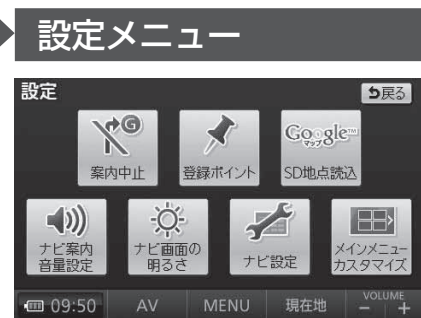 設定メニュー
設定
戻る
G
案内中止
登録ポイント
Google™
マップ
SD地点読込
ナビ案内
音量設定
ナビ画面の
明るさ
ナビ設定
メインメニュー
カスタマイズ
09:50 AV MENU 現在地 VOLUME
− +